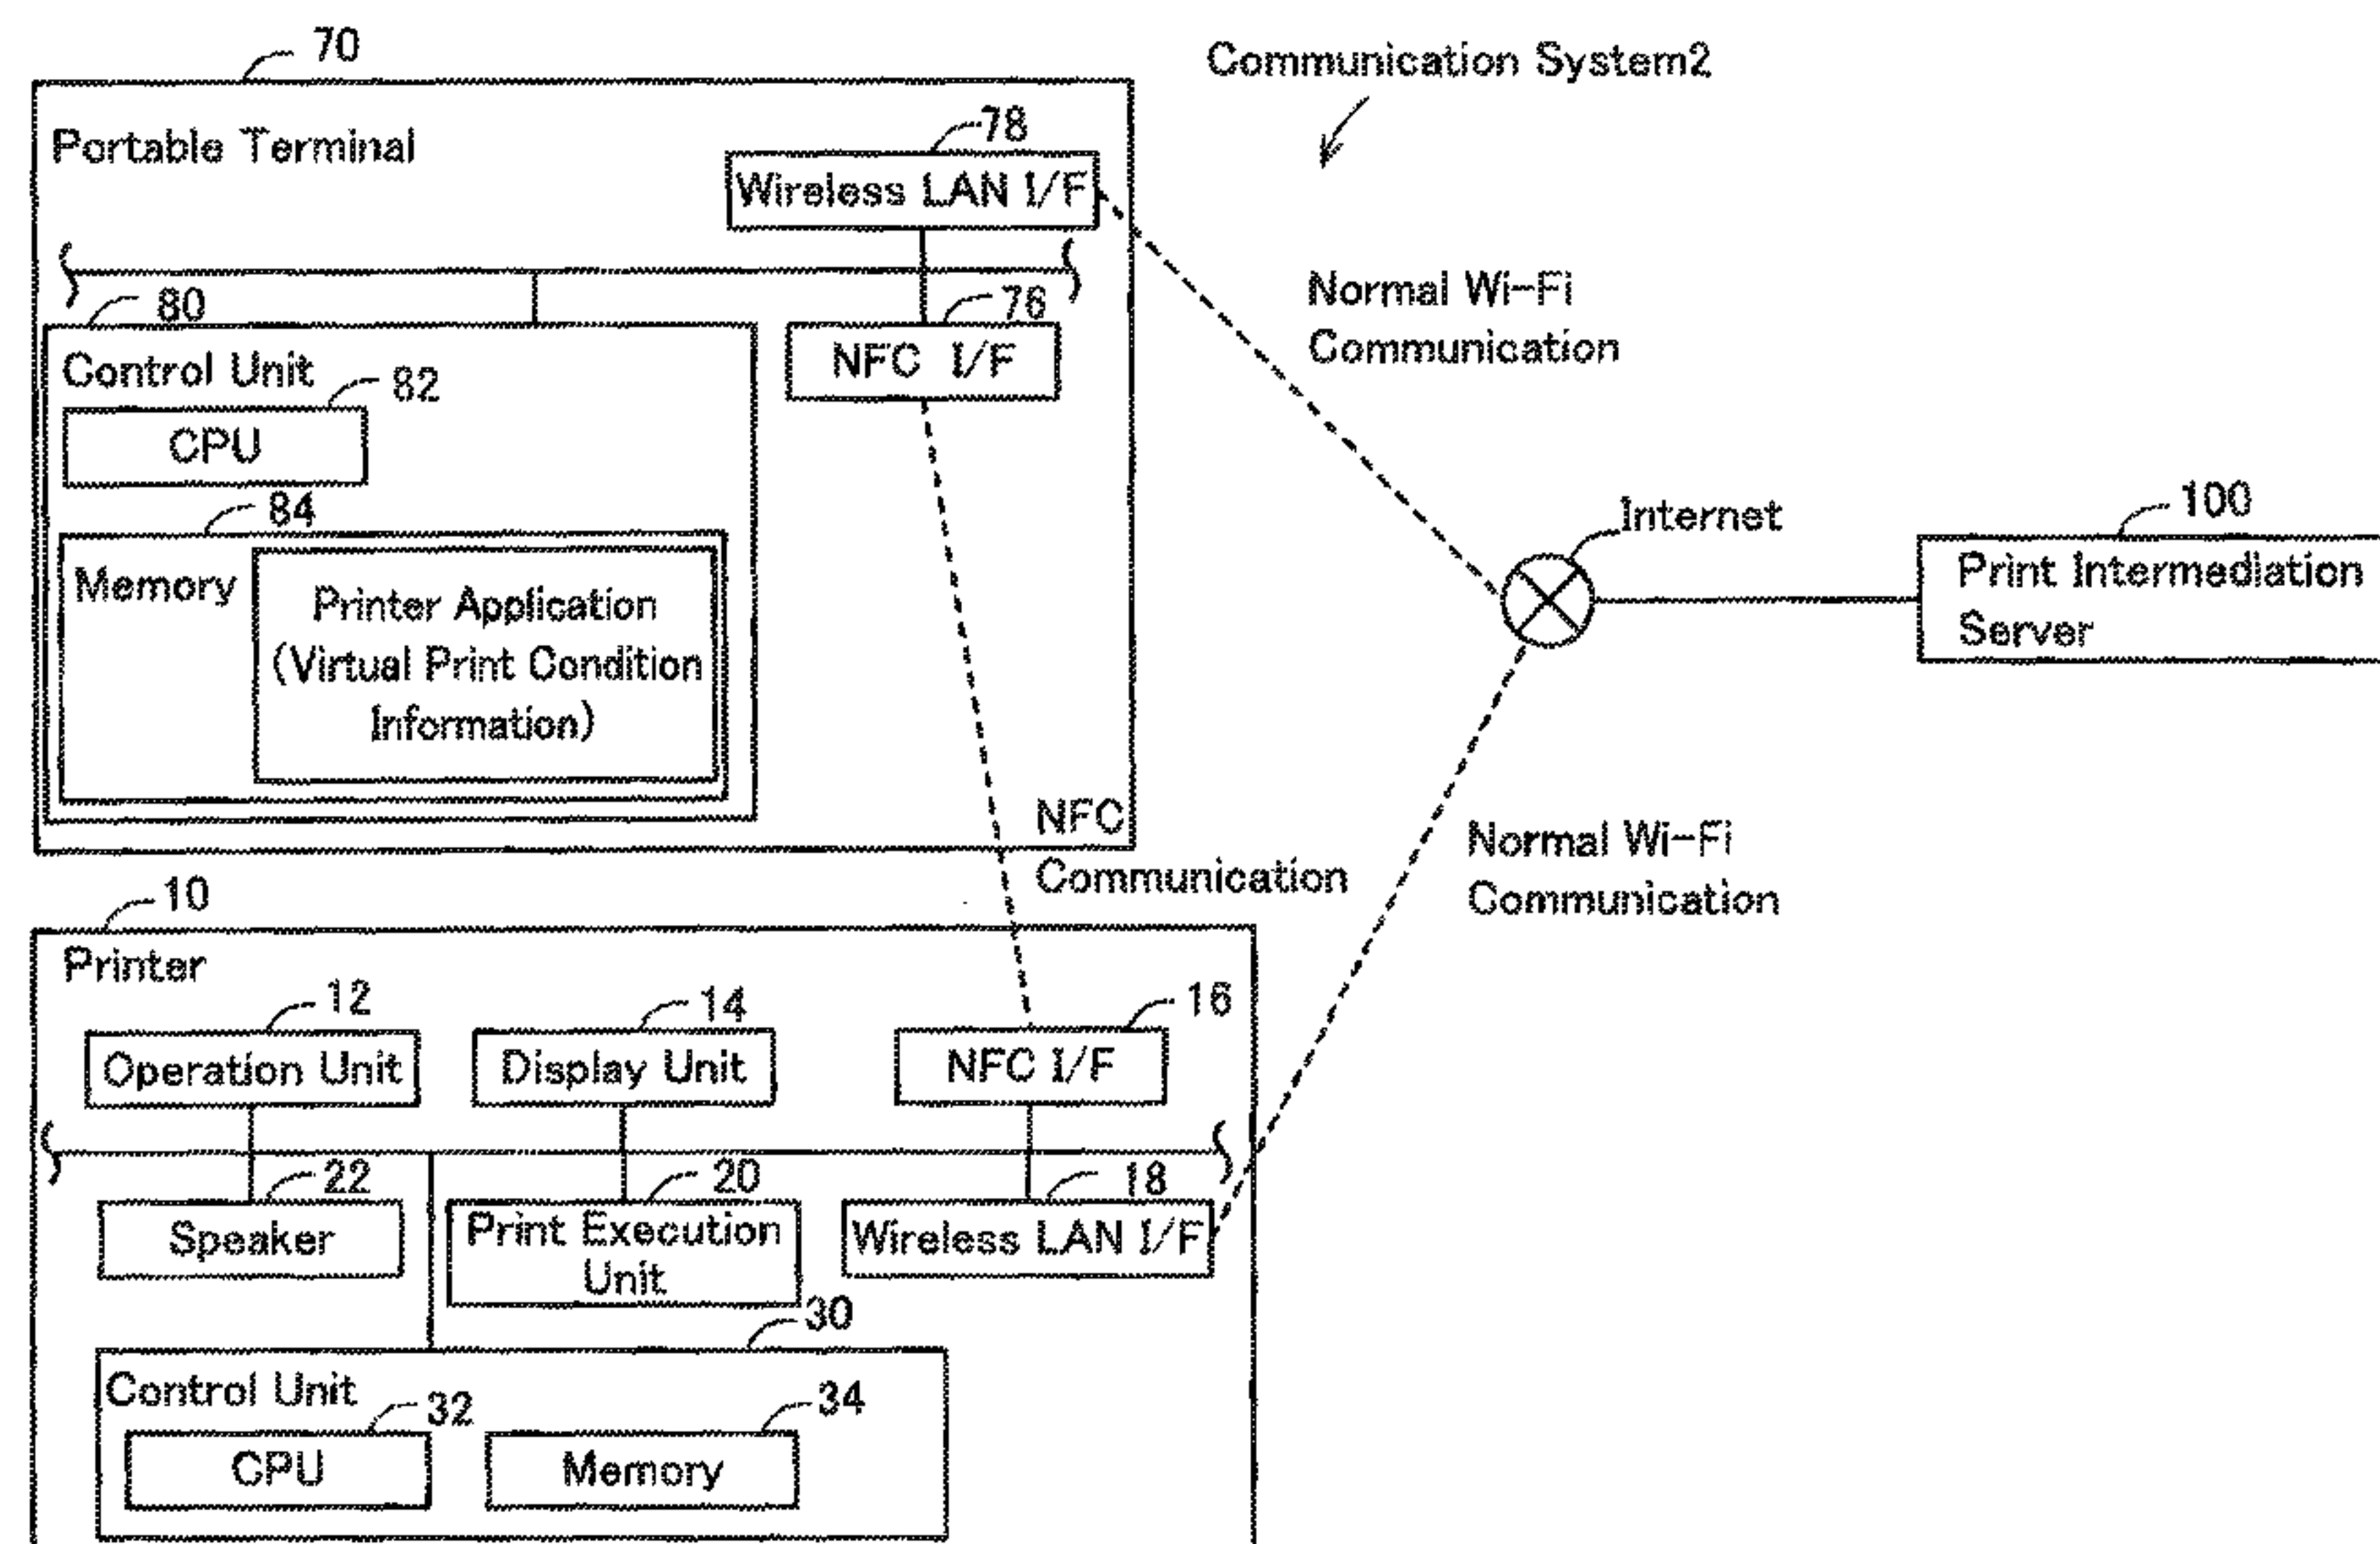 70
Communication System2
Portable Terminal
78
Wireless LAN I/F
Normal Wi-Fi
Communication
80
76
Control Unit
NFC I/F
82
CPU
84
Memory
Printer Application
(Virtual Print Condition
Information)
Internet
100
Print Intermediation
Server
NFC
Communication
Normal Wi-Fi
Communication
10
Printer
12
14
16
Operation Unit
Display Unit
NFC I/F
22
20
18
Speaker
Print Execution
Unit
Wireless LAN I/F
30
Control Unit
32
34
CPU
Memory